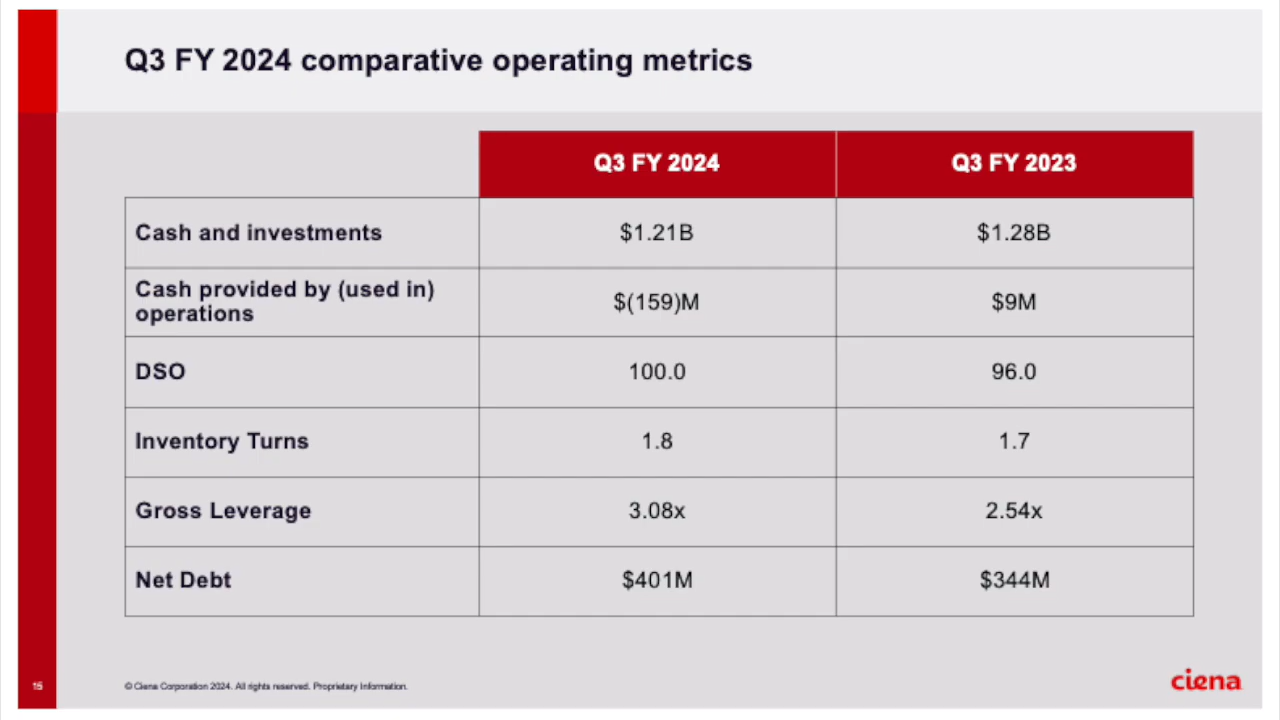 Q3 FY 2024 comparative operating metrics
Q3 FY 2024 Q3 FY 2023
Cash and investments $1.21B $1.28B
Cash provided by (used in)
operations $(159)M $9M
DSO 100.0 96.0
Inventory Turns 1.8 1.7
Gross Leverage 3.08x 2.54x
Net Debt $401M $344M
15 © Ciena Corporation 2024. All rights reserved. Proprietary Information.
ciena